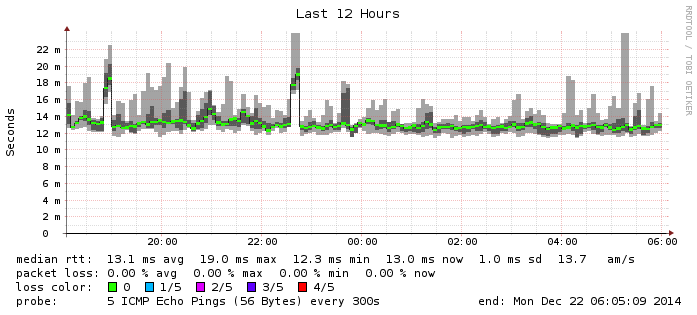 Last 12 Hours
RRDTOOL / TOBI OETIKER
Seconds
22 m
20 m
18 m
16 m
14 m
12 m
10 m
8 m
6 m
4 m
2 m
0
20:00 22:00 00:00 02:00 04:00 06:00
median rtt: 13.1 ms avg 19.0 ms max 12.3 ms min 13.0 ms now 1.0 ms sd 13.7 am/s
packet loss: 0.00 % avg 0.00 % max 0.00 % min 0.00 % now
loss color: 0 1/5 2/5 3/5 4/5
probe: 5 ICMP Echo Pings (56 Bytes) every 300s end: Mon Dec 22 06:05:09 2014